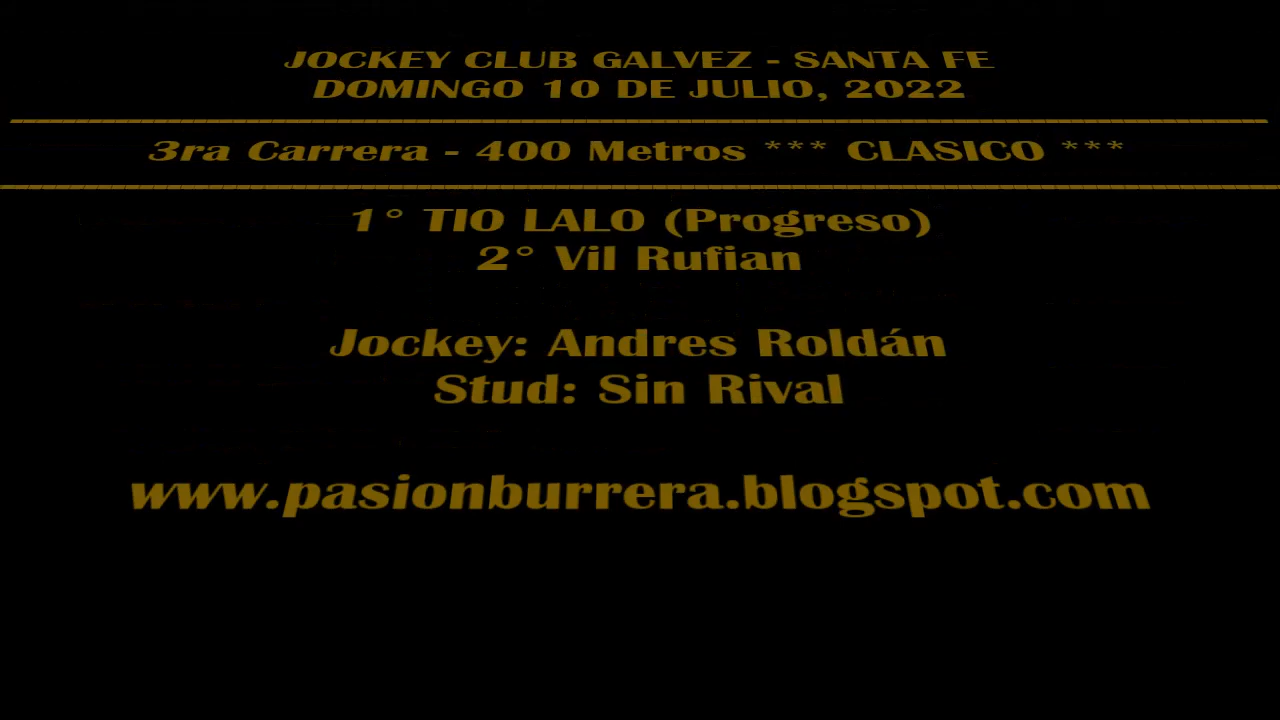 JOCKEY CLUB GALVEZ - SANTA FE
DOMINGO 10 DE JULIO, 2022
3ra Carrera - 400 Metros *** CLASICO ***
1° TIO LALO (Progreso)
2° Vil Rufian
Jockey: Andres Roldán
Stud: Sin Rival
www.pasionburrera.blogspot.com